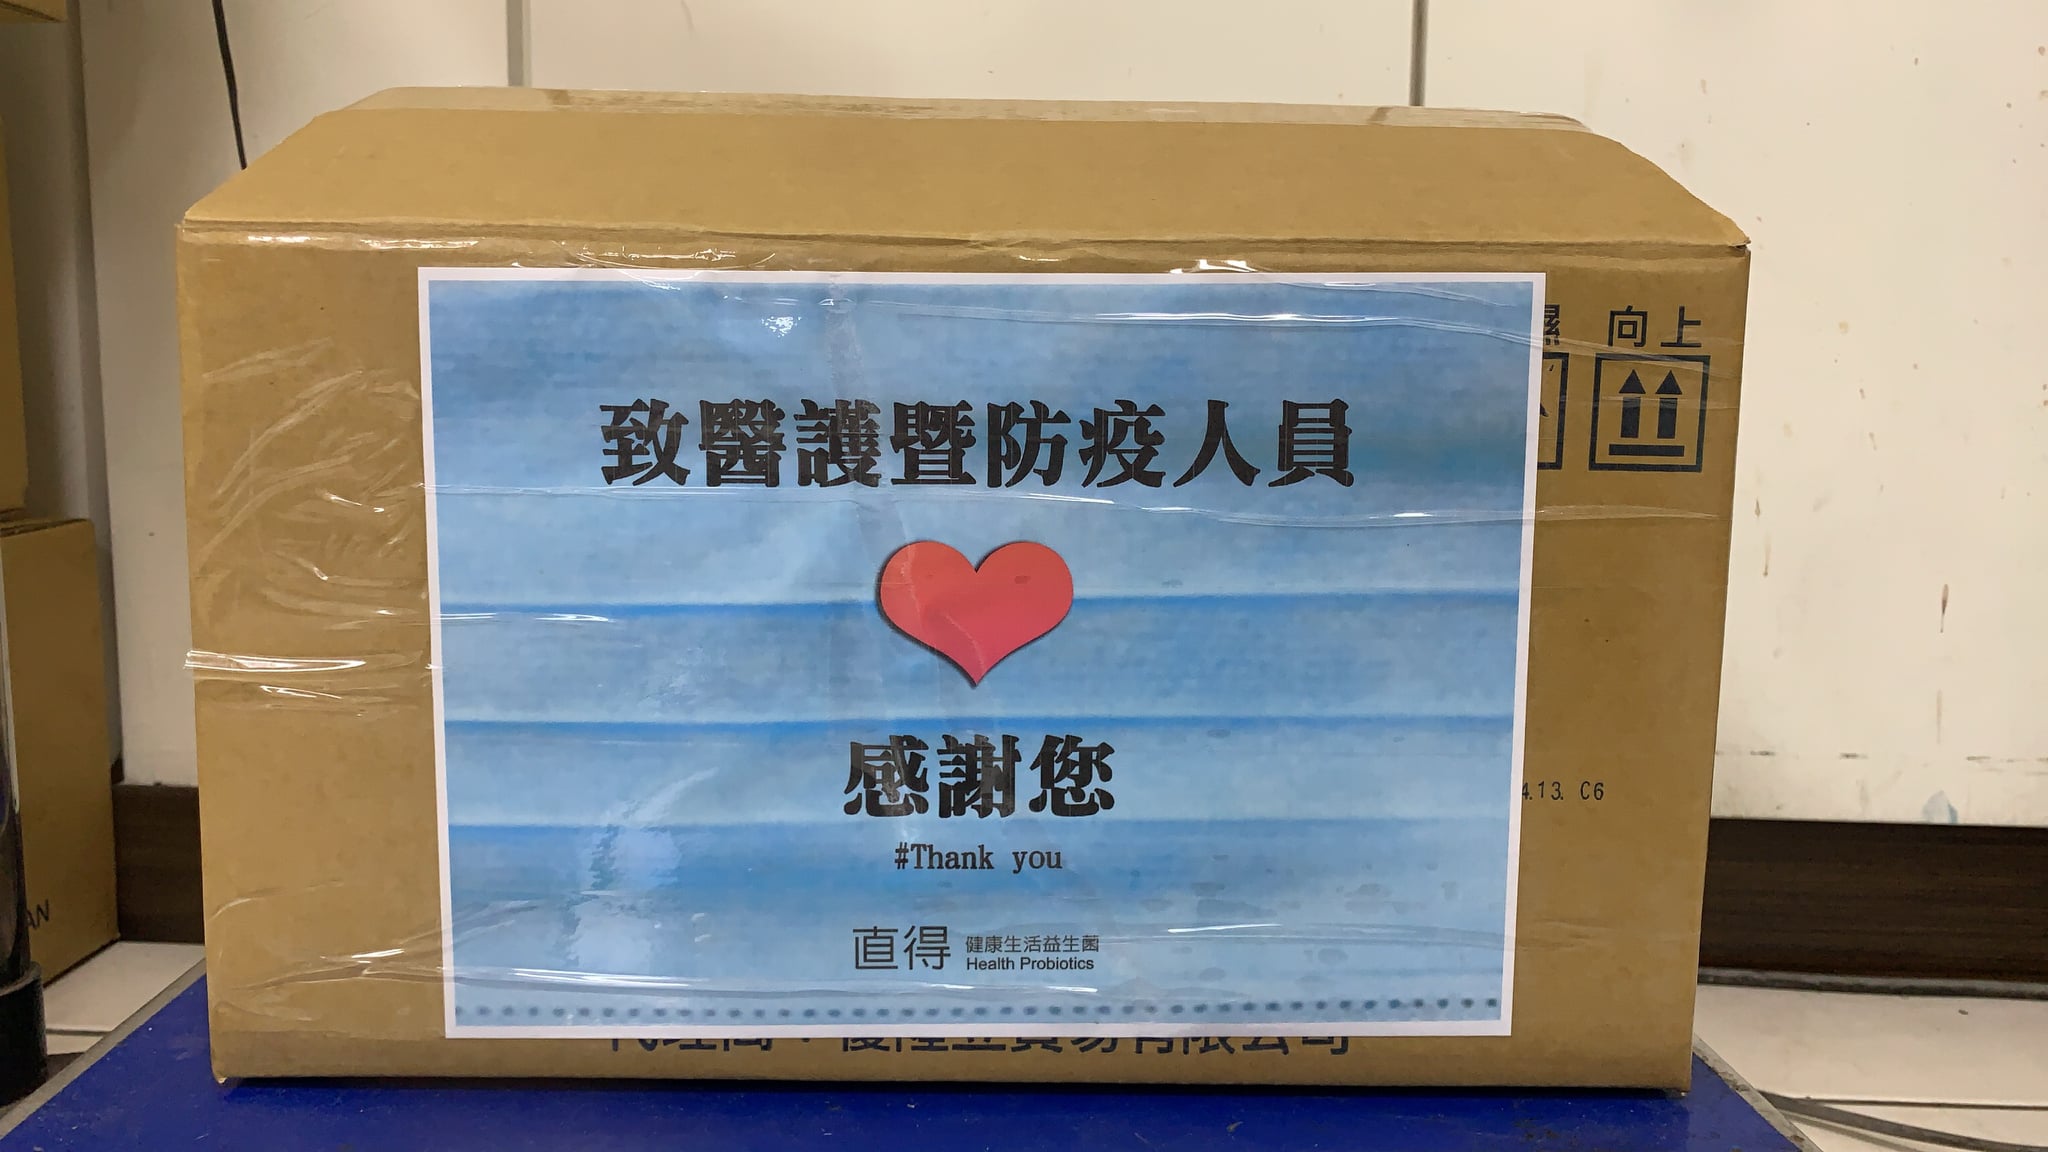 向上
致醫護暨防疫人員
感謝您
#Thank you
直得 健康生活益生菌
Health Probiotics
4.13. C6